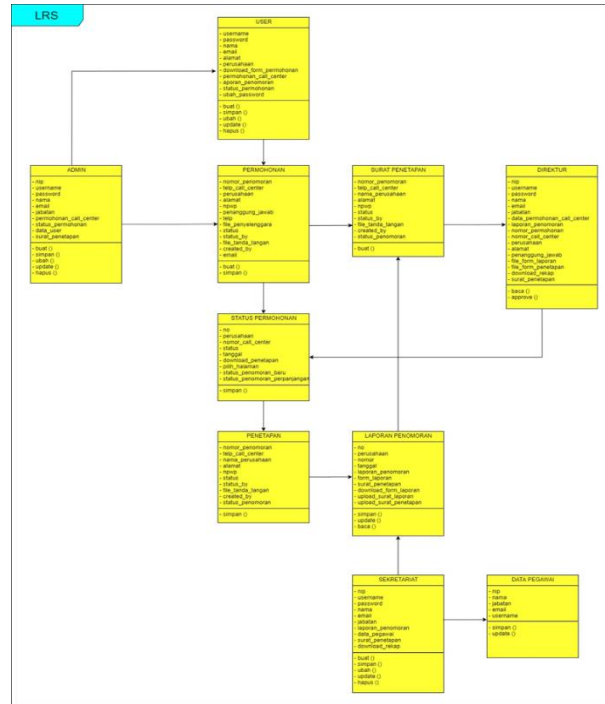 LRS
USER
- username
- password
- nama
- email
- alamat
- perusahaan
- download_form_permohonan
- permohonan_call_center
- aporan_penomoran
- status_permohonan
- ubah_password
- buat ()
- simpan ()
- ubah ()
- update ()
- hapus ()
ADMIN
- nip
- username
- password
- nama
- email
- jabatan
- permohonan_call_center
- status_permohonan
- data_user
- surat_penetapan
- buat ()
- simpan ()
- ubah ()
- update ()
- hapus ()
PERMOHONAN
- nomor_penomoran
- telp_call_center
- perusahaan
- alamat
- npwp
- penanggung_jawab
- telp
- file_penyelenggara
- status
- status_by
- file_tanda_tangan
- created_by
- email
- buat ()
- simpan ()
SURAT PENETAPAN
- nomor_penomoran
- telp_call_center
- nama_perusahaan
- alamat
- npwp
- status
- status_by
- file_tanda_tangan
- created_by
- status_penomoran
- buat ()
DIREKTUR
- nip
- username
- password
- nama
- email
- jabatan
- data_permohonan_call_center
- laporan_penomoran
- nomor_permohonan
- nomor_call_center
- perusahaan
- alamat
- penanggung_jawab
- file_form_laporan
- file_form_penetapan
- download_rekap
- surat_penetapan
- baca ()
- approve ()
STATUS PERMOHONAN
- no
- perusahaan
- nomor_call_center
- status
- tanggal
- download_penetapan
- pilih_halaman
- status_penomoran_baru
- status_penomoran_perpanjangan
- simpan ()
PENETAPAN
- nomor_penomoran
- telp_call_center
- nama_perusahaan
- alamat
- npwp
- status
- status_by
- file_tanda_tangan
- created_by
- status_penomoran
- simpan ()
LAPORAN PENOMORAN
- no
- perusahaan
- nomor
- tanggal
- laporan_penomoran
- form_laporan
- surat_penetapan
- download_form_laporan
- upload_surat_laporan
- upload_surat_penetapan
- simpan ()
- update ()
- baca ()
SEKRETARIAT
- nip
- username
- password
- nama
- email
- jabatan
- laporan_penomoran
- data_pegawai
- surat_penetapan
- download_rekap
- buat ()
- simpan ()
- ubah ()
- update ()
- hapus ()
DATA PEGAWAI
- nip
- nama
- jabatan
- email
- username
- simpan ()
- update ()